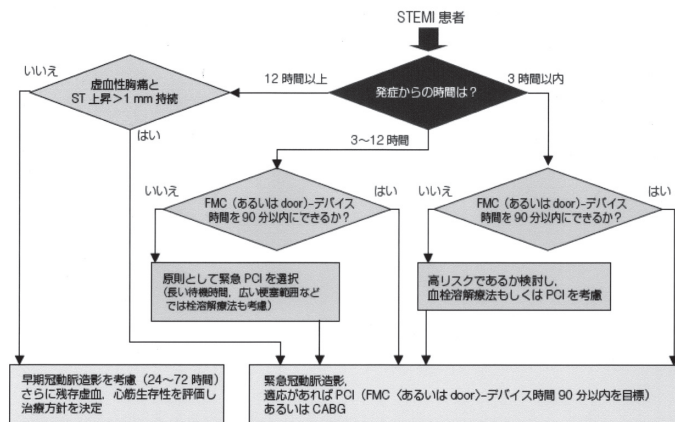 STEMI 患者
発症からの時間は？
12 時間以上
3 時間以内
3～12 時間
虚血性胸痛と
ST 上昇＞1 mm 持続
いいえ
はい
FMC（あるいは door）-デバイス
時間を 90 分以内にできるか？
いいえ
はい
FMC（あるいは door）-デバイス
時間を 90 分以内にできるか？
いいえ
はい
原則として緊急 PCI を選択
（長い待機時間，広い梗塞範囲など
では栓溶解療法も考慮）
高リスクであるか検討し，
血栓溶解療法もしくは PCI を考慮
早期冠動脈造影を考慮（24～72 時間）
さらに残存虚血，心筋生存性を評価し
治療方針を決定
緊急冠動脈造影，
適応があれば PCI（FMC〈あるいは door〉-デバイス時間 90 分以内を目標）
あるいは CABG